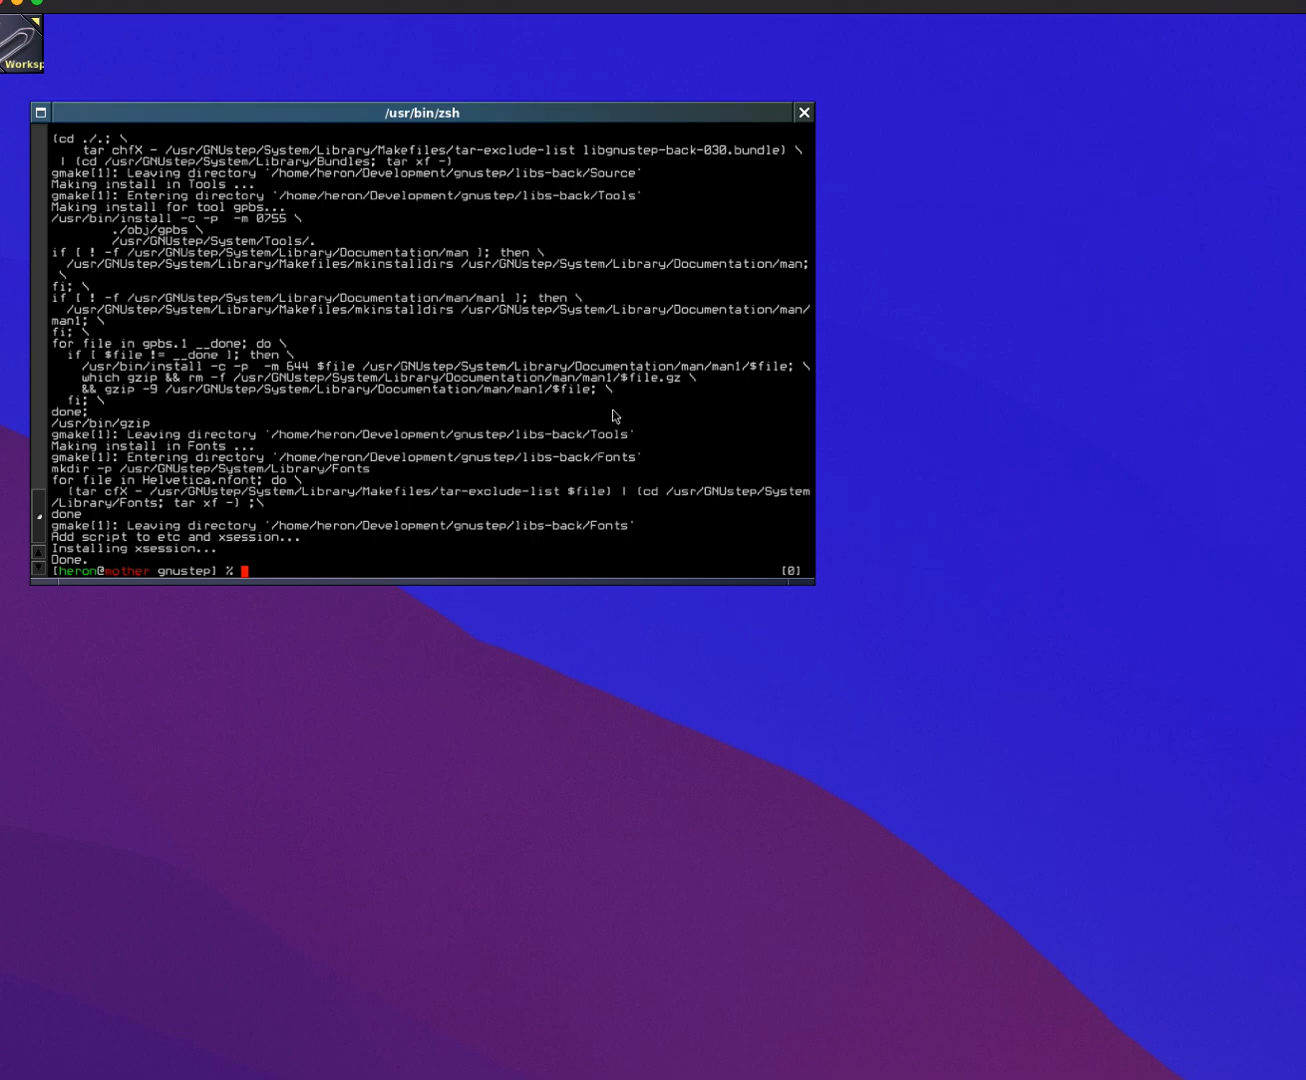 Worksp
/usr/bin/zsh
(cd ./.; \
tar chfX - /usr/GNUstep/System/Library/Makefiles/tar-exclude-list libgnustep-back-030.bundle) \
| (cd /usr/GNUstep/System/Library/Bundles; tar xf -)
gmake[1]: Leaving directory '/home/heron/Development/gnustep/libs-back/Source'
Making install in Tools ...
gmake[1]: Entering directory '/home/heron/Development/gnustep/libs-back/Tools'
Making install for tool gpbs...
/usr/bin/install -c -p  -m 0755 \
./obj/gpbs \
/usr/GNUstep/System/Tools/.
if [ ! -f /usr/GNUstep/System/Library/Documentation/man ]; then \
/usr/GNUstep/System/Library/Makefiles/mkinstalldirs /usr/GNUstep/System/Library/Documentation/man;
\
fi; \
if [ ! -f /usr/GNUstep/System/Library/Documentation/man/man1 ]; then \
/usr/GNUstep/System/Library/Makefiles/mkinstalldirs /usr/GNUstep/System/Library/Documentation/man/
man1; \
fi; \
for file in gpbs.1 __done; do \
if [ $file != __done ]; then \
/usr/bin/install -c -p  -m 644 $file /usr/GNUstep/System/Library/Documentation/man/man1/$file; \
which gzip && rm -f /usr/GNUstep/System/Library/Documentation/man/man1/$file.gz \
&& gzip -9 /usr/GNUstep/System/Library/Documentation/man/man1/$file; \
fi; \
done;
/usr/bin/gzip
gmake[1]: Leaving directory '/home/heron/Development/gnustep/libs-back/Tools'
Making install in Fonts ...
gmake[1]: Entering directory '/home/heron/Development/gnustep/libs-back/Fonts'
mkdir -p /usr/GNUstep/System/Library/Fonts
for file in Helvetica.nfont; do \
(tar cfX - /usr/GNUstep/System/Library/Makefiles/tar-exclude-list $file) | (cd /usr/GNUstep/System
/Library/Fonts; tar xf -) ;\
done
gmake[1]: Leaving directory '/home/heron/Development/gnustep/libs-back/Fonts'
Add script to etc and xsession...
Installing xsession...
Done.
[heron@mother gnustep] % [0]